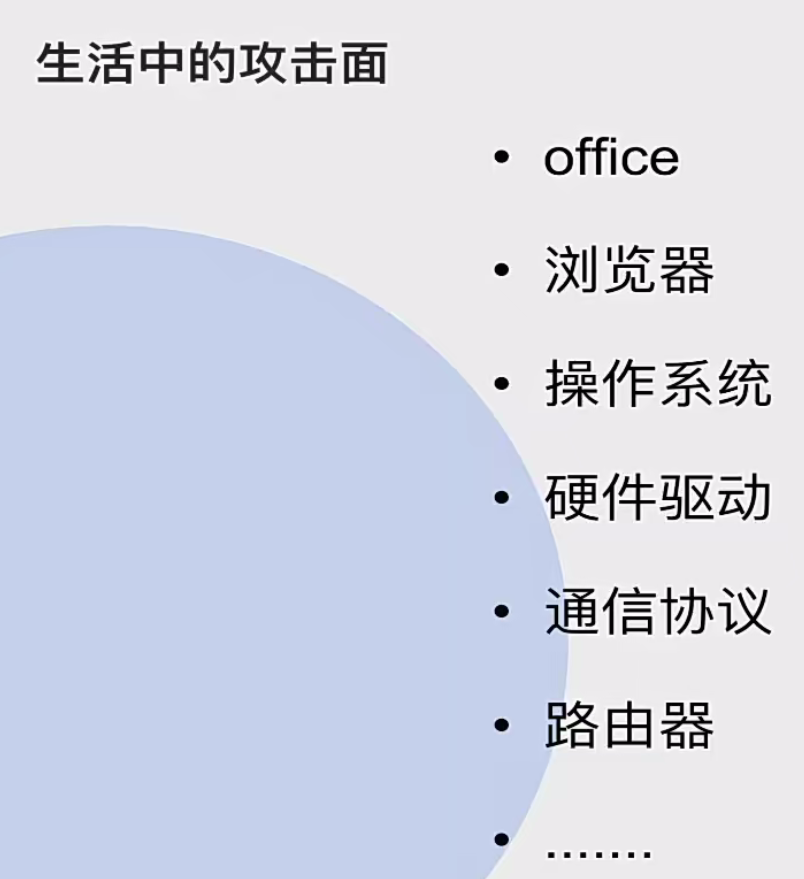 生活中的攻击面
• office
• 浏览器
• 操作系统
• 硬件驱动
• 通信协议
• 路由器
• .......